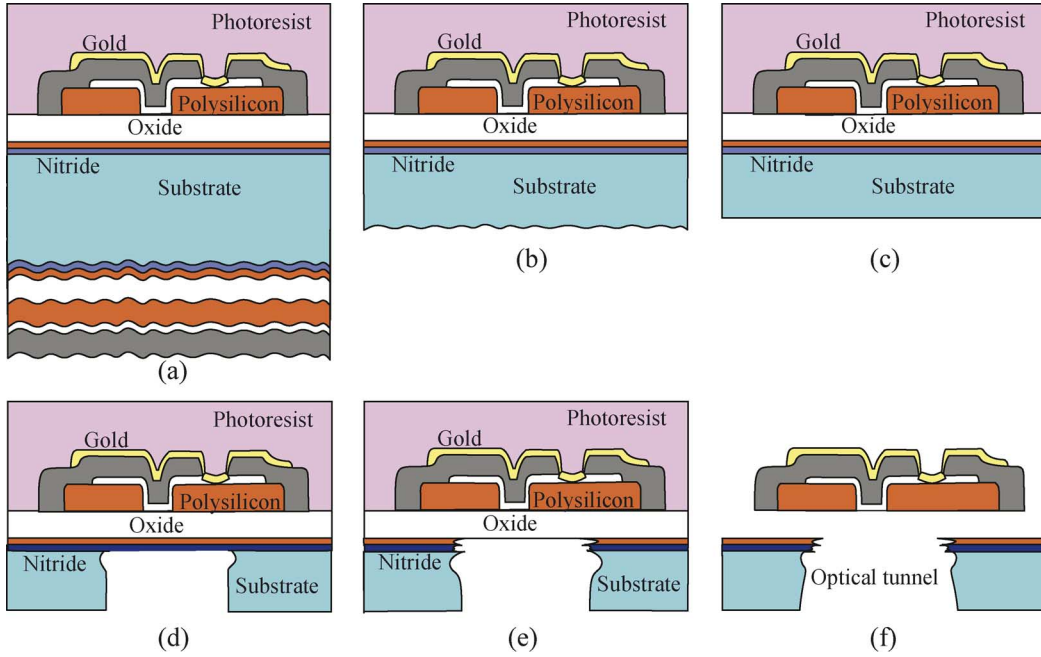 Photoresist
Gold
Polysilicon
Oxide
Nitride
Substrate
(a)
Photoresist
Gold
Polysilicon
Oxide
Nitride
Substrate
(b)
Photoresist
Gold
Polysilicon
Oxide
Nitride
Substrate
(c)
Photoresist
Gold
Polysilicon
Oxide
Nitride
Substrate
(d)
Photoresist
Gold
Polysilicon
Oxide
Nitride
Substrate
(e)
Optical tunnel
(f)